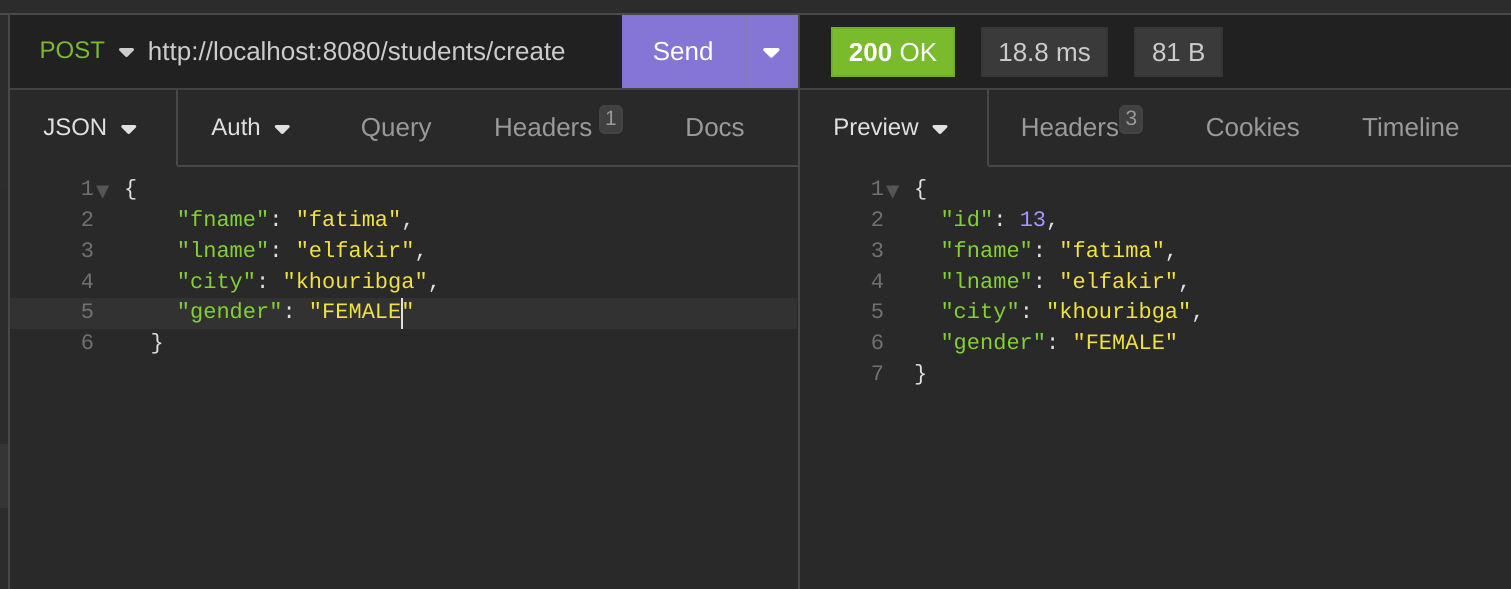 POST http://localhost:8080/students/create Send
JSON Auth Query Headers 1 Docs
1 {
2 "fname": "fatima",
3 "lname": "elfakir",
4 "city": "khouribga",
5 "gender": "FEMALE"
6 }
200 OK 18.8 ms 81 B
Preview Headers 3 Cookies Timeline
1 {
2 "id": 13,
3 "fname": "fatima",
4 "lname": "elfakir",
5 "city": "khouribga",
6 "gender": "FEMALE"
7 }